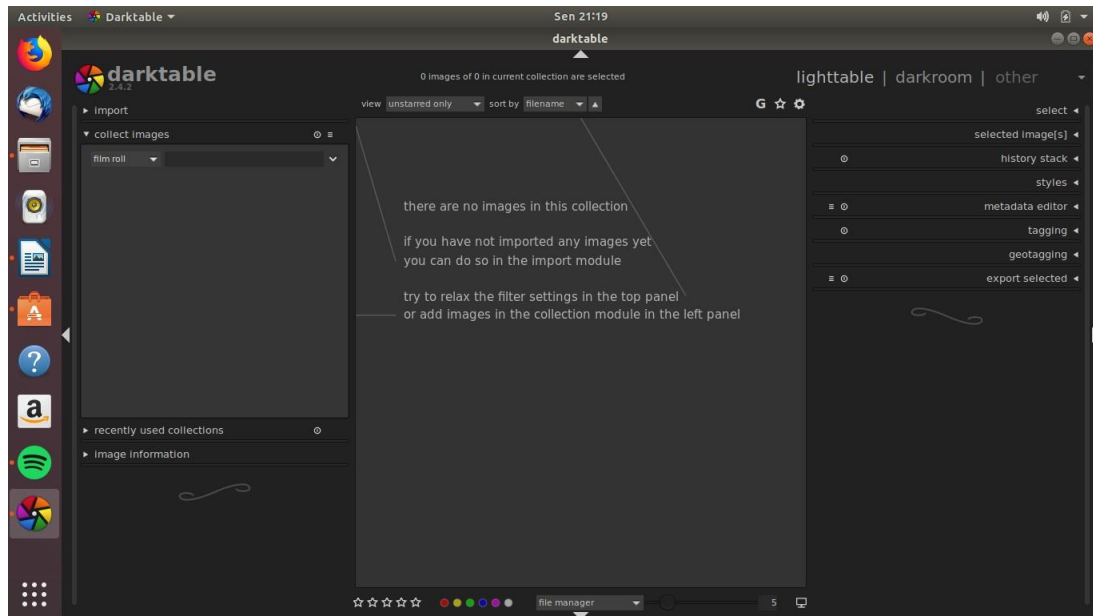 Activities
Darktable
Sen 21:19
darktable
darktable
2.4.2
0 images of 0 in current collection are selected
lighttable | darkroom | other
import
view unstarred only sort by filename
G
select
collect images
selected image[s]
film roll
history stack
styles
there are no images in this collection
metadata editor
tagging
if you have not imported any images yet
you can do so in the import module
geotagging
export selected
try to relax the filter settings in the top panel
or add images in the collection module in the left panel
recently used collections
image information
file manager
5